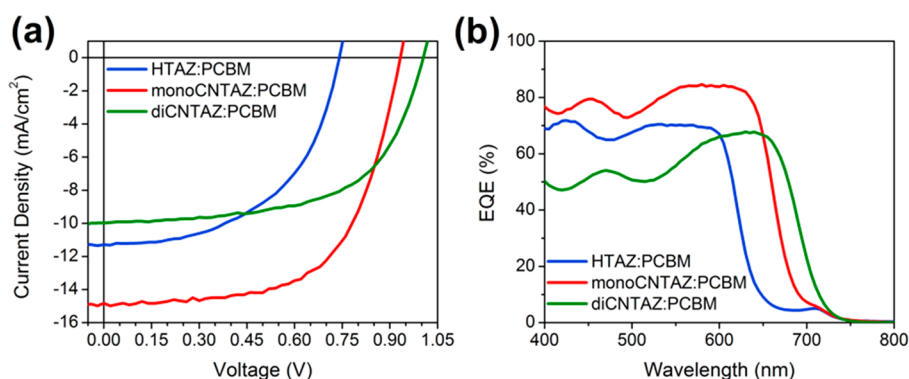 (a)
Current Density (mA/cm²)
0
-2
-4
-6
-8
-10
-12
-14
-16
HTAZ:PCBM
monoCNTAZ:PCBM
diCNTAZ:PCBM
0.00 0.15 0.30 0.45 0.60 0.75 0.90 1.05
Voltage (V)
(b)
EQE (%)
100
80
60
40
20
0
HTAZ:PCBM
monoCNTAZ:PCBM
diCNTAZ:PCBM
400 500 600 700 800
Wavelength (nm)